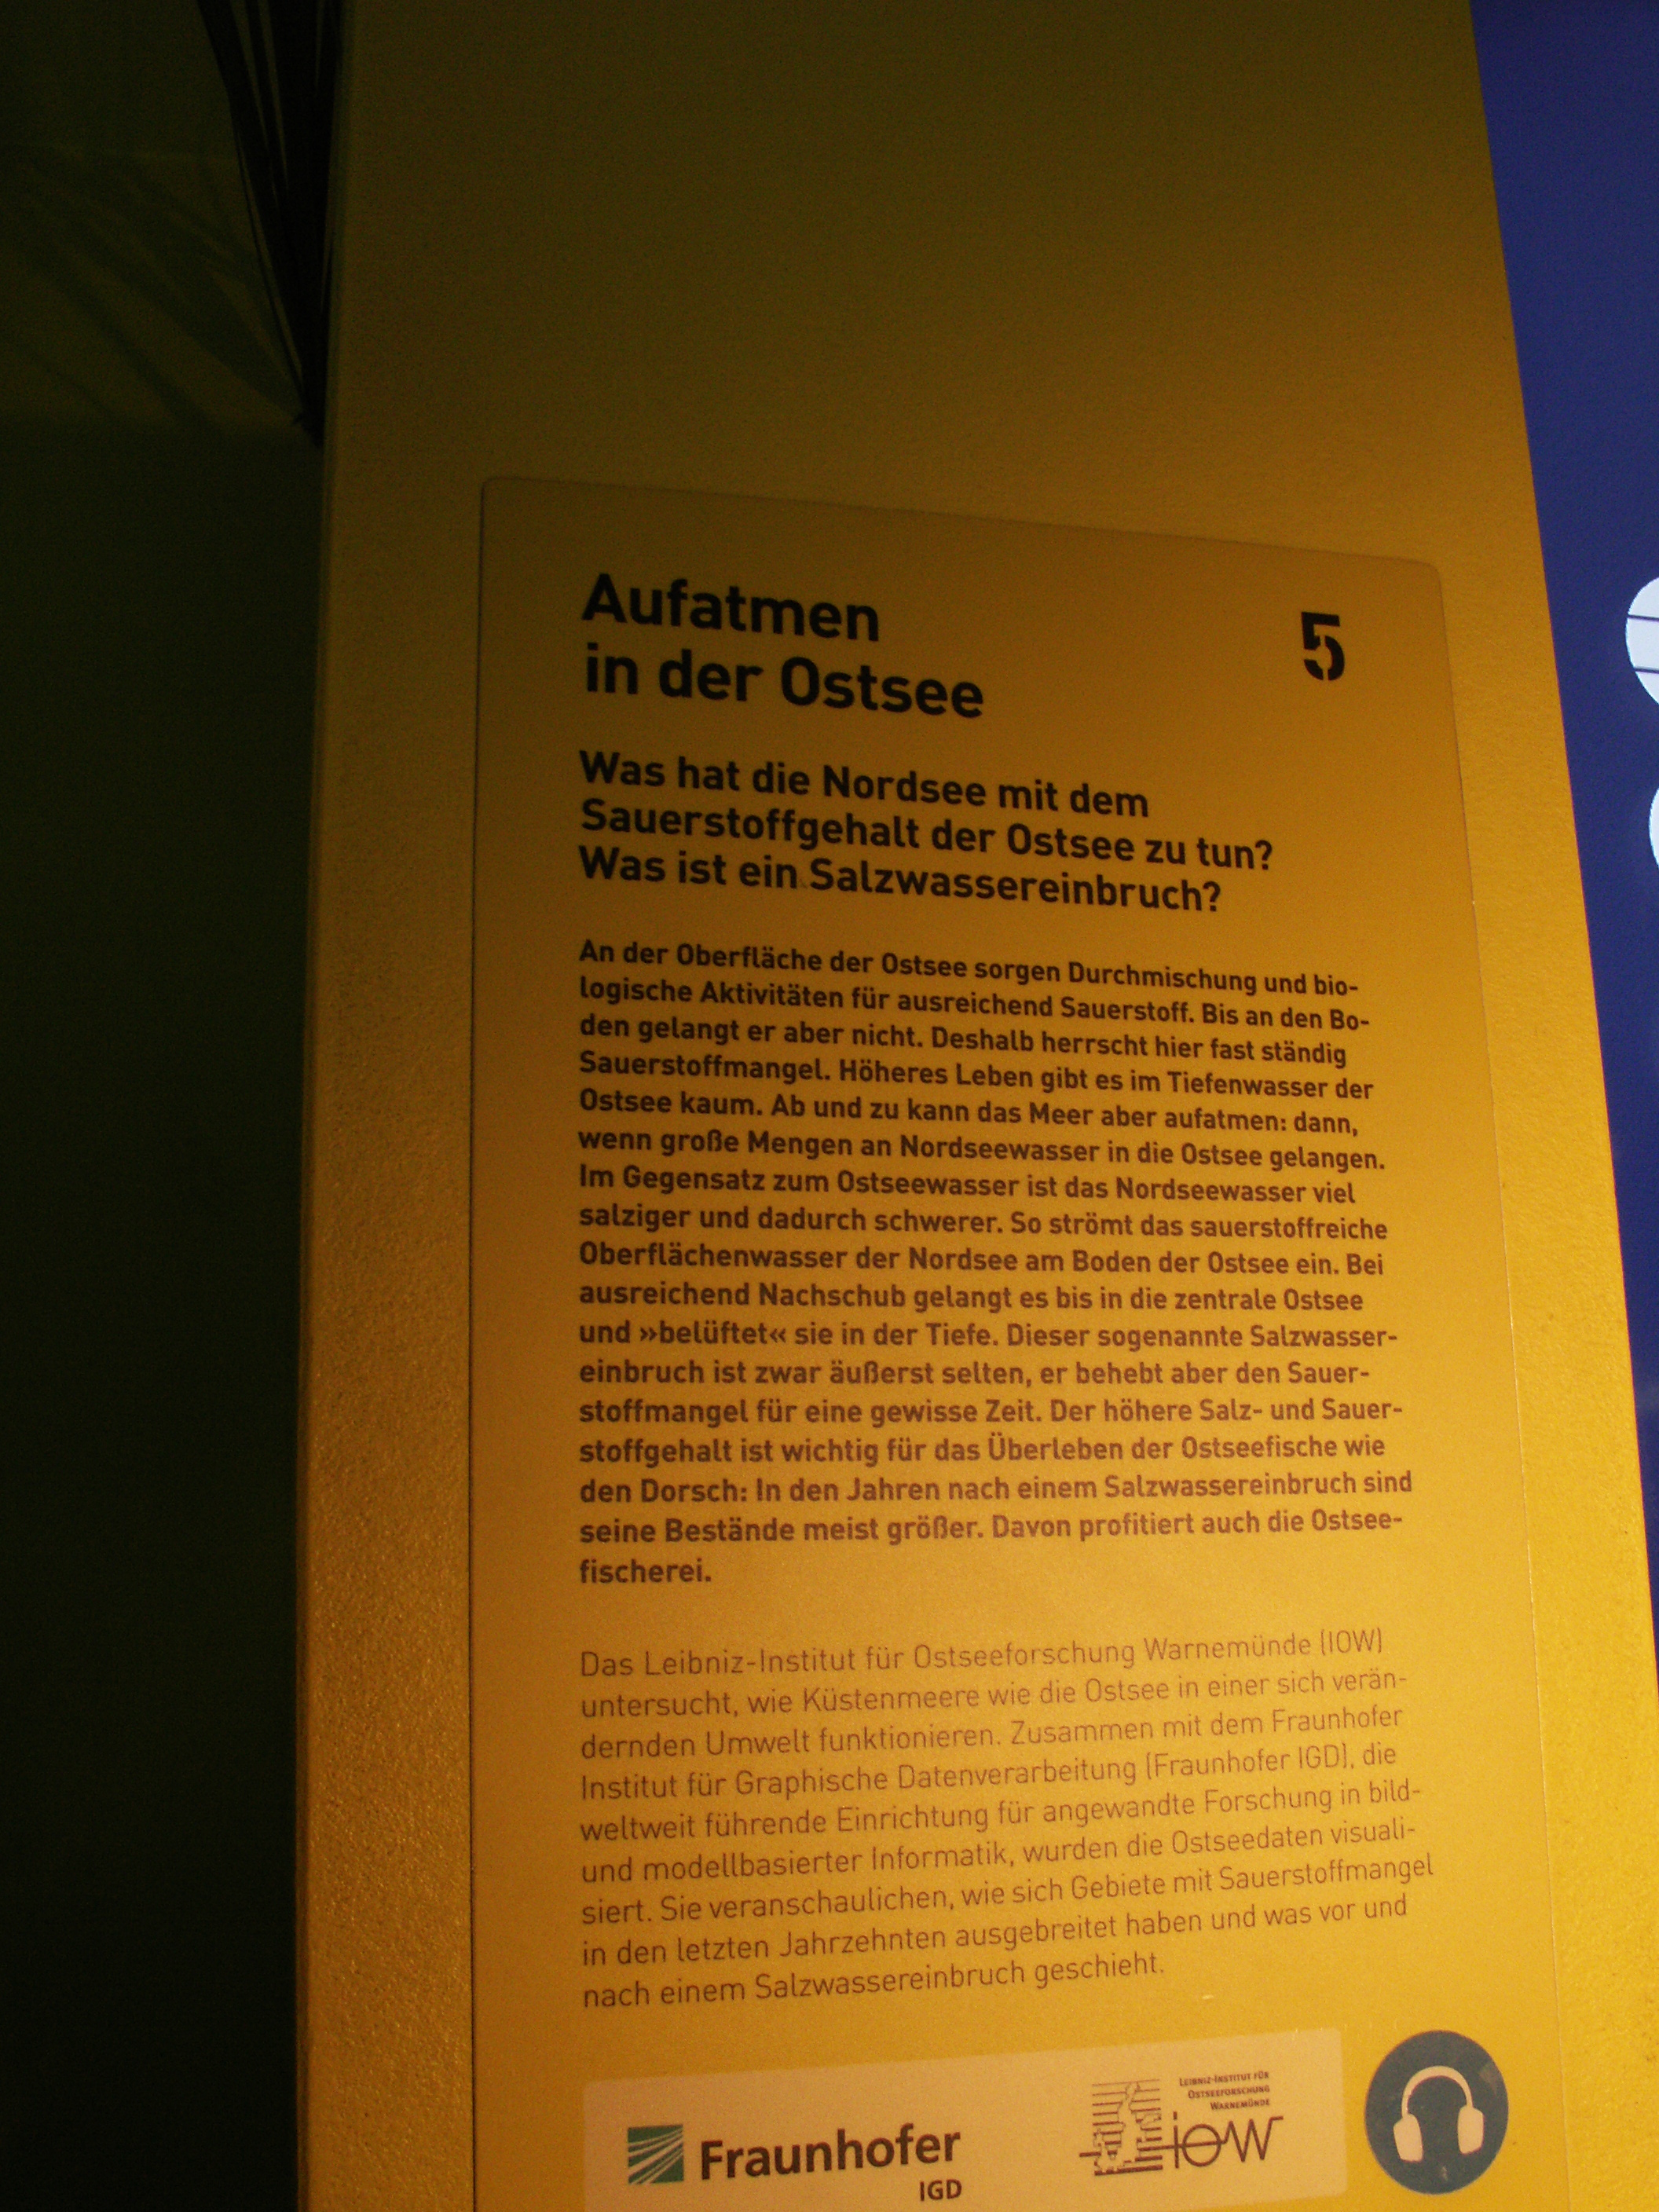 Aufatmen
in der Ostsee
5
Was hat die Nordsee mit dem
Sauerstoffgehalt der Ostsee zu tun?
Was ist ein Salzwassereinbruch?
An der Oberfläche der Ostsee sorgen Durchmischung und bio-
logische Aktivitäten für ausreichend Sauerstoff. Bis an den Bo-
den gelangt er aber nicht. Deshalb herrscht hier fast ständig
Sauerstoffmangel. Höheres Leben gibt es im Tiefenwasser der
Ostsee kaum. Ab und zu kann das Meer aber aufatmen: dann,
wenn große Mengen an Nordseewasser in die Ostsee gelangen.
Im Gegensatz zum Ostseewasser ist das Nordseewasser viel
salziger und dadurch schwerer. So strömt das sauerstoffreiche
Oberflächenwasser der Nordsee am Boden der Ostsee ein. Bei
ausreichend Nachschub gelangt es bis in die zentrale Ostsee
und »belüftet« sie in der Tiefe. Dieser sogenannte Salzwasser-
einbruch ist zwar äußerst selten, er behebt aber den Sauer-
stoffmangel für eine gewisse Zeit. Der höhere Salz- und Sauer-
stoffgehalt ist wichtig für das Überleben der Ostseefische wie
den Dorsch: In den Jahren nach einem Salzwassereinbruch sind
seine Bestände meist größer. Davon profitiert auch die Ostsee-
fischerei.
Das Leibniz-Institut für Ostseeforschung Warnemünde (IOW)
untersucht, wie Küstenmeere wie die Ostsee in einer sich verän-
dernden Umwelt funktionieren. Zusammen mit dem Fraunhofer
Institut für Graphische Datenverarbeitung (Fraunhofer IGD), die
weltweit führende Einrichtung für angewandte Forschung in bild-
und modellbasierter Informatik, wurden die Ostseedaten visuali-
siert. Sie veranschaulichen, wie sich Gebiete mit Sauerstoffmangel
in den letzten Jahrzehnten ausgebreitet haben und was vor und
nach einem Salzwassereinbruch geschieht.
Fraunhofer
IGD
LEIBNIZ-INSTITUT FÜR
OSTSEEFORSCHUNG
WARNEMÜNDE
iow